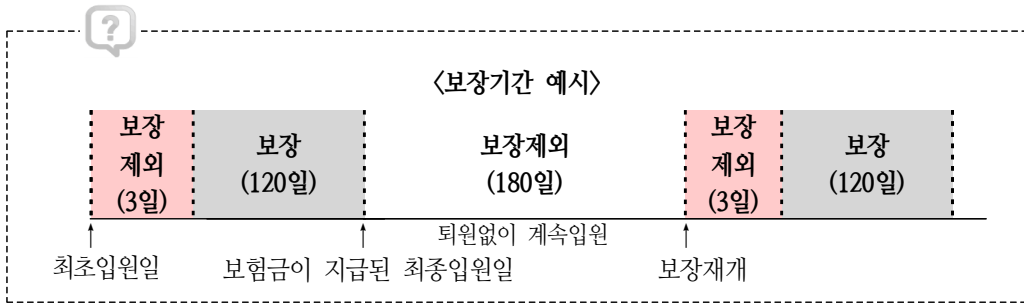 ?
〈보장기간 예시〉
보장
제외
(3일)
보장
(120일)
보장제외
(180일)
보장
제외
(3일)
보장
(120일)
퇴원없이 계속입원
최초입원일
보험금이 지급된 최종입원일
보장재개